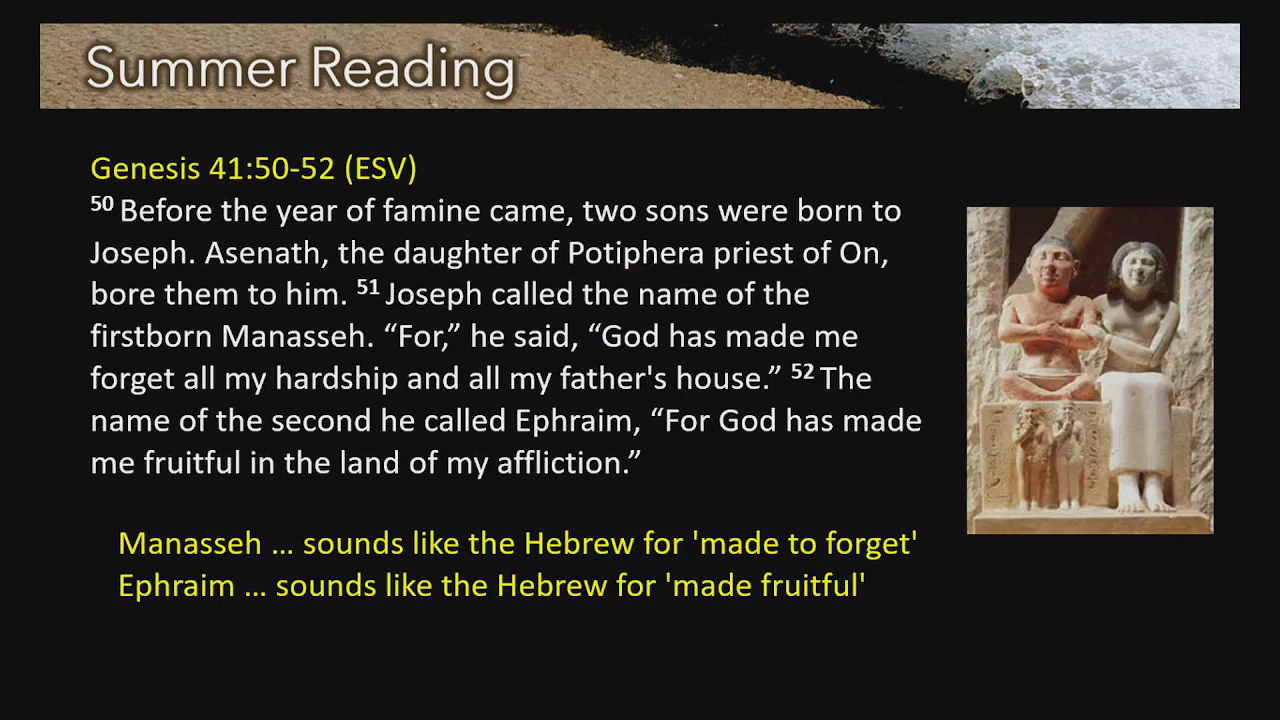 Summer Reading
Genesis 41:50-52 (ESV)
50 Before the year of famine came, two sons were born to
Joseph. Asenath, the daughter of Potiphera priest of On,
bore them to him. 51 Joseph called the name of the
firstborn Manasseh. “For,” he said, “God has made me
forget all my hardship and all my father's house.” 52 The
name of the second he called Ephraim, “For God has made
me fruitful in the land of my affliction.”
Manasseh … sounds like the Hebrew for 'made to forget'
Ephraim … sounds like the Hebrew for 'made fruitful'